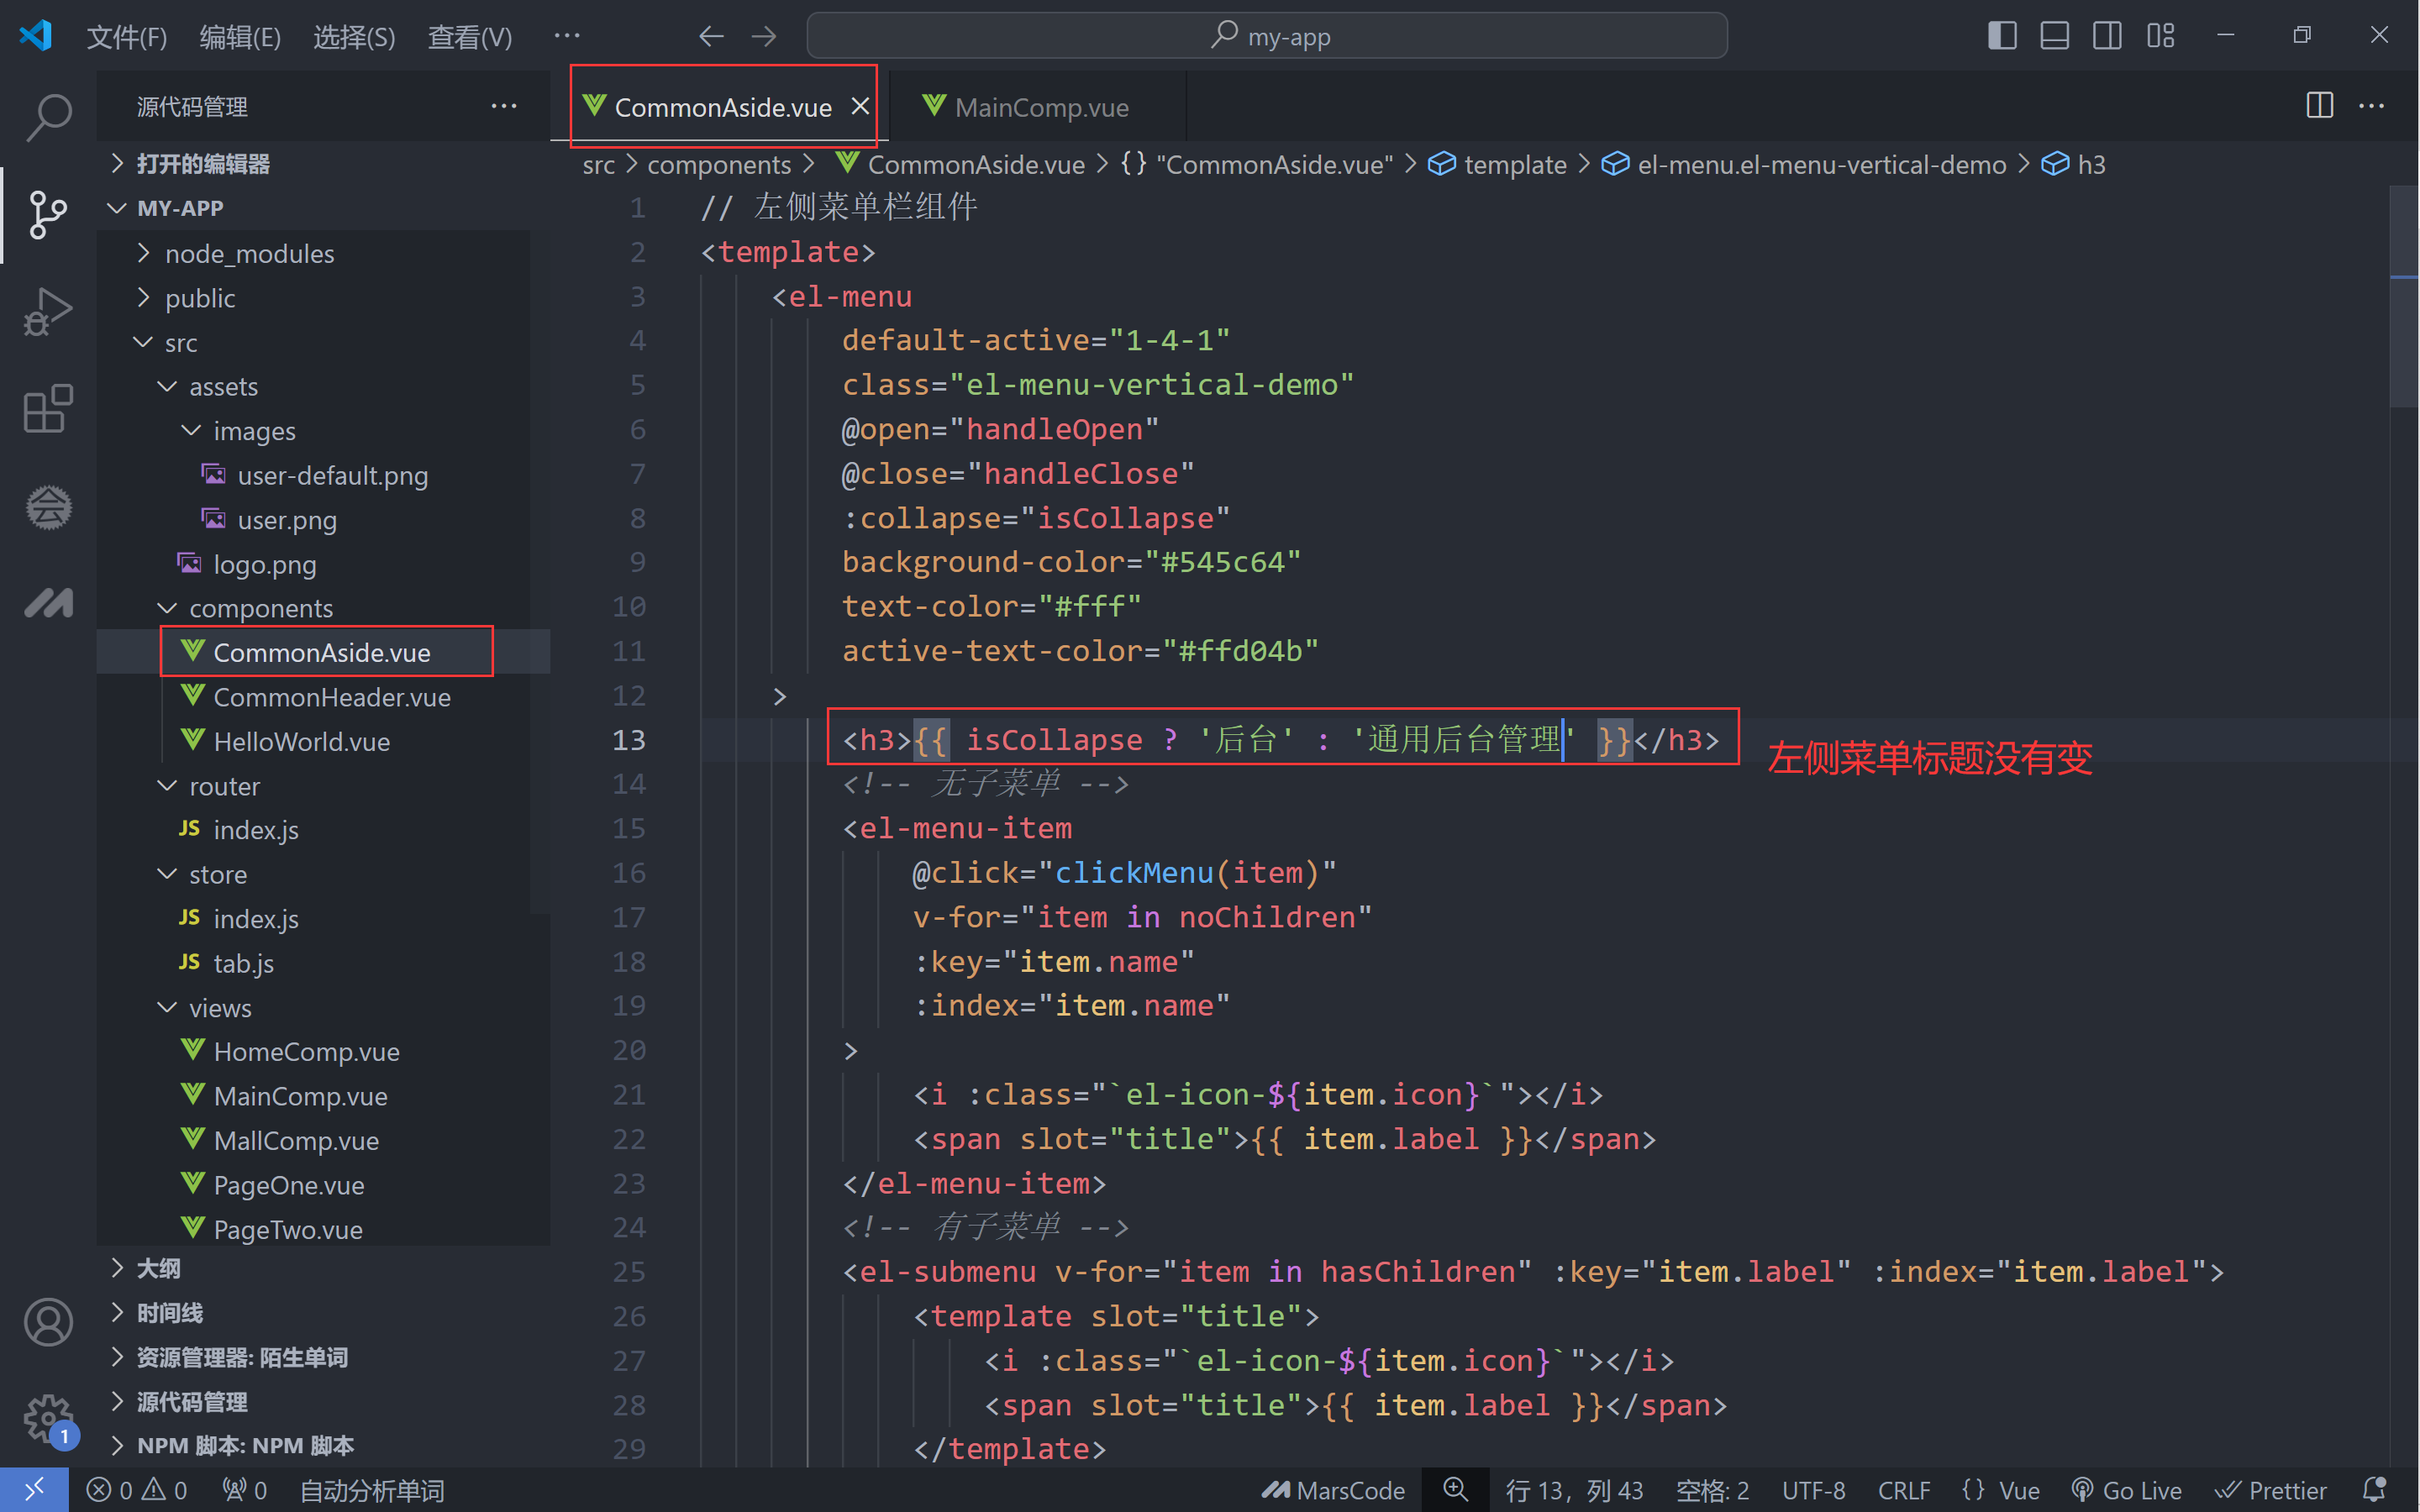 文件(F) 编辑(E) 选择(S) 查看(V) ··· my-app
源代码管理 ···
打开的编辑器
MY-APP
node_modules
public
src
assets
images
user-default.png
user.png
logo.png
components
CommonAside.vue
CommonHeader.vue
HelloWorld.vue
router
JS index.js
store
JS index.js
JS tab.js
views
HomeComp.vue
MainComp.vue
MallComp.vue
PageOne.vue
PageTwo.vue
大纲
时间线
资源管理器: 陌生单词
源代码管理
NPM 脚本: NPM 脚本
会
1
CommonAside.vue MainComp.vue
src > components > CommonAside.vue > {} "CommonAside.vue" > template > el-menu.el-menu-vertical-demo > h3
1 // 左侧菜单栏组件
2 <template>
3 <el-menu
4 default-active="1-4-1"
5 class="el-menu-vertical-demo"
6 @open="handleOpen"
7 @close="handleClose"
8 :collapse="isCollapse"
9 background-color="#545c64"
10 text-color="#fff"
11 active-text-color="#ffd04b"
12 >
13 <h3>{{ isCollapse ? '后台' : '通用后台管理' }}</h3>
左侧菜单标题没有变
14 <!-- 无子菜单 -->
15 <el-menu-item
16 @click="clickMenu(item)"
17 v-for="item in noChildren"
18 :key="item.name"
19 :index="item.name"
20 >
21 <i :class="`el-icon-${item.icon}`"></i>
22 <span slot="title">{{ item.label }}</span>
23 </el-menu-item>
24 <!-- 有子菜单 -->
25 <el-submenu v-for="item in hasChildren" :key="item.label" :index="item.label">
26 <template slot="title">
27 <i :class="`el-icon-${item.icon}`"></i>
28 <span slot="title">{{ item.label }}</span>
29 </template>
0 0 0 自动分析单词 MarsCode 行 13，列 43 空格: 2 UTF-8 CRLF {} Vue Go Live Prettier